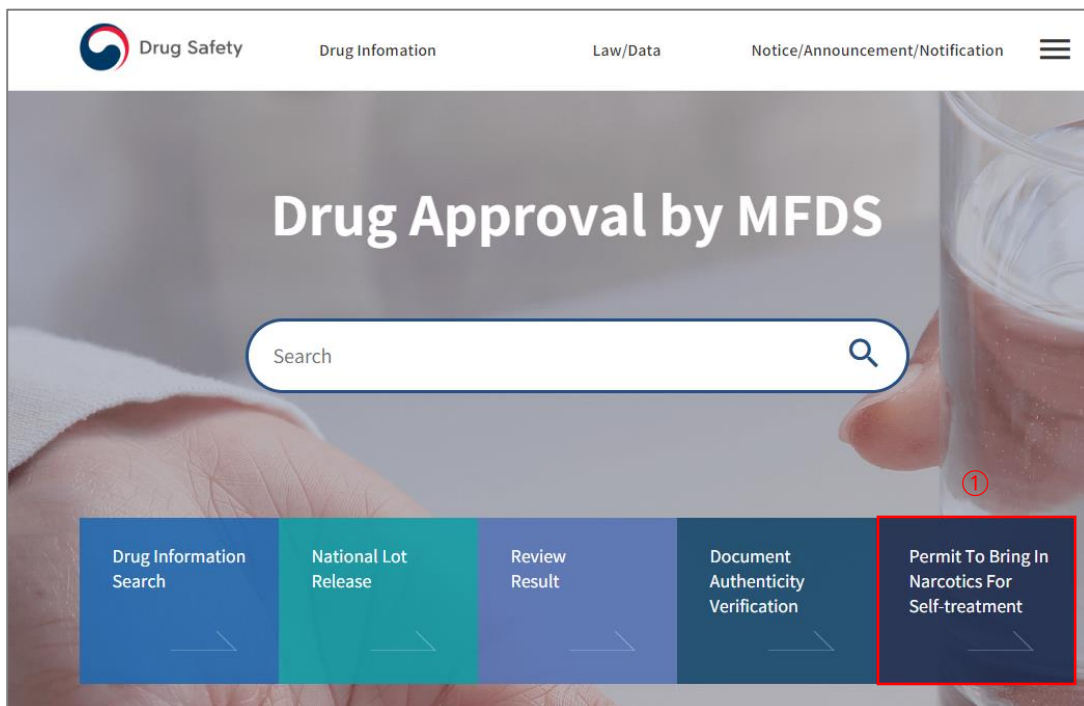 Drug Safety
Drug Infomation
Law/Data
Notice/Announcement/Notification
Drug Approval by MFDS
Search
①
Drug Information
Search
National Lot
Release
Review
Result
Document
Authenticity
Verification
Permit To Bring In
Narcotics For
Self-treatment